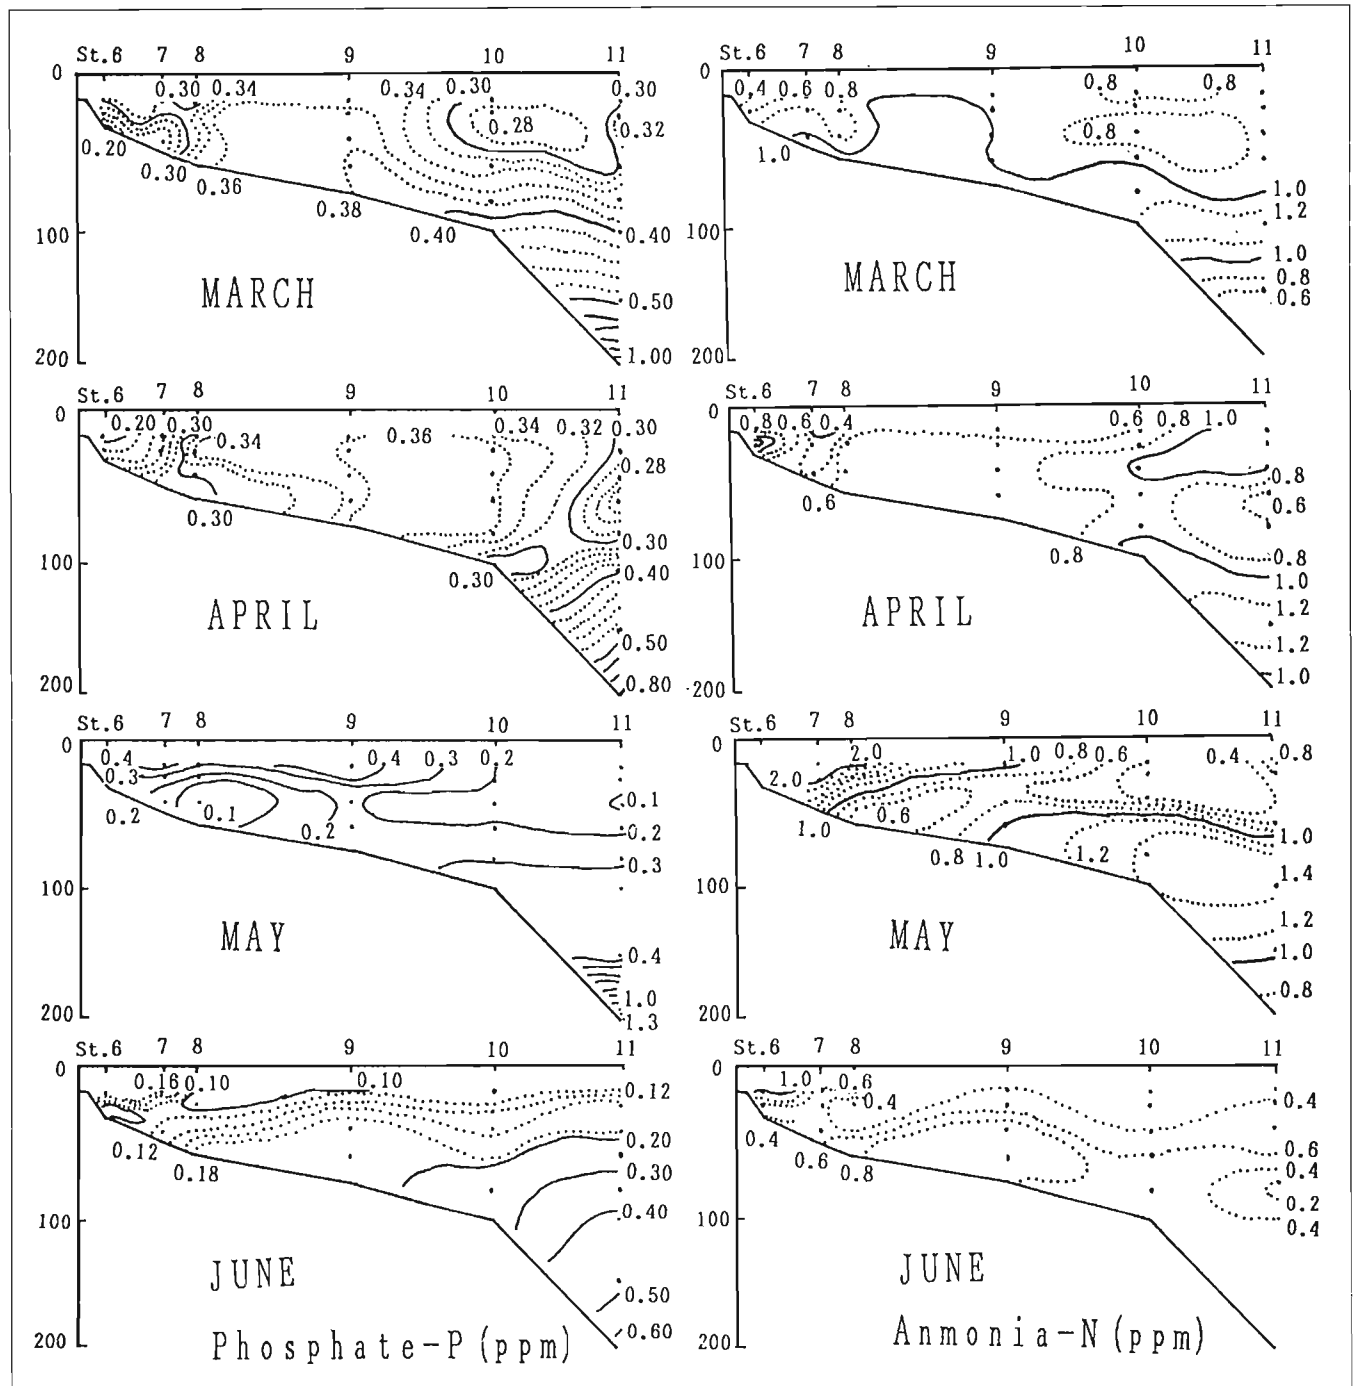 St.6 7 8 9 10 11
0
0.30 0.34 0.34 0.30 0.30
0.28 0.32
0.20
0.30 0.36
0.38
0.40 0.40
100
MARCH
0.50
1.00
200
St.6 7 8 9 10 11
0
0.4 0.6 0.8 0.8 0.8
0.8
1.0
1.0
1.2
100
1.0
MARCH
0.8
0.6
200
St.6 7 8 9 10 11
0
0.20 0.30 0.34 0.36 0.34 0.32 0.30
0.28
0.30
0.30
100
0.30 0.40
APRIL
0.50
0.80
200
St.6 7 8 9 10 11
0
0.8 0.6 0.4 0.6 0.8 1.0
0.8
0.6
0.6
0.8 0.8
100
1.0
1.2
APRIL
1.2
1.0
200
St.6 7 8 9 10 11
0
0.4 0.4 0.3 0.2
0.3
0.2 0.1 0.2 0.1
0.2
0.3
100
MAY
0.4
1.0
1.3
200
St.6 7 8 9 10 11
0
2.0 1.0 0.8 0.6 0.4 0.8
2.0
1.0 0.6
0.8 1.0 1.2 1.0
1.4
100
1.2
MAY
1.0
0.8
200
St.6 7 8 9 10 11
0
0.16 0.10 0.10 0.12
0.12 0.20
0.18 0.30
0.40
100
JUNE
0.50
0.60
200
Phosphate-P (ppm)
St.6 7 8 9 10 11
0
1.0 0.6
0.4 0.4
0.4 0.6
0.6 0.8 0.4
0.2
0.4
100
JUNE
200
Anmonia-N (ppm)